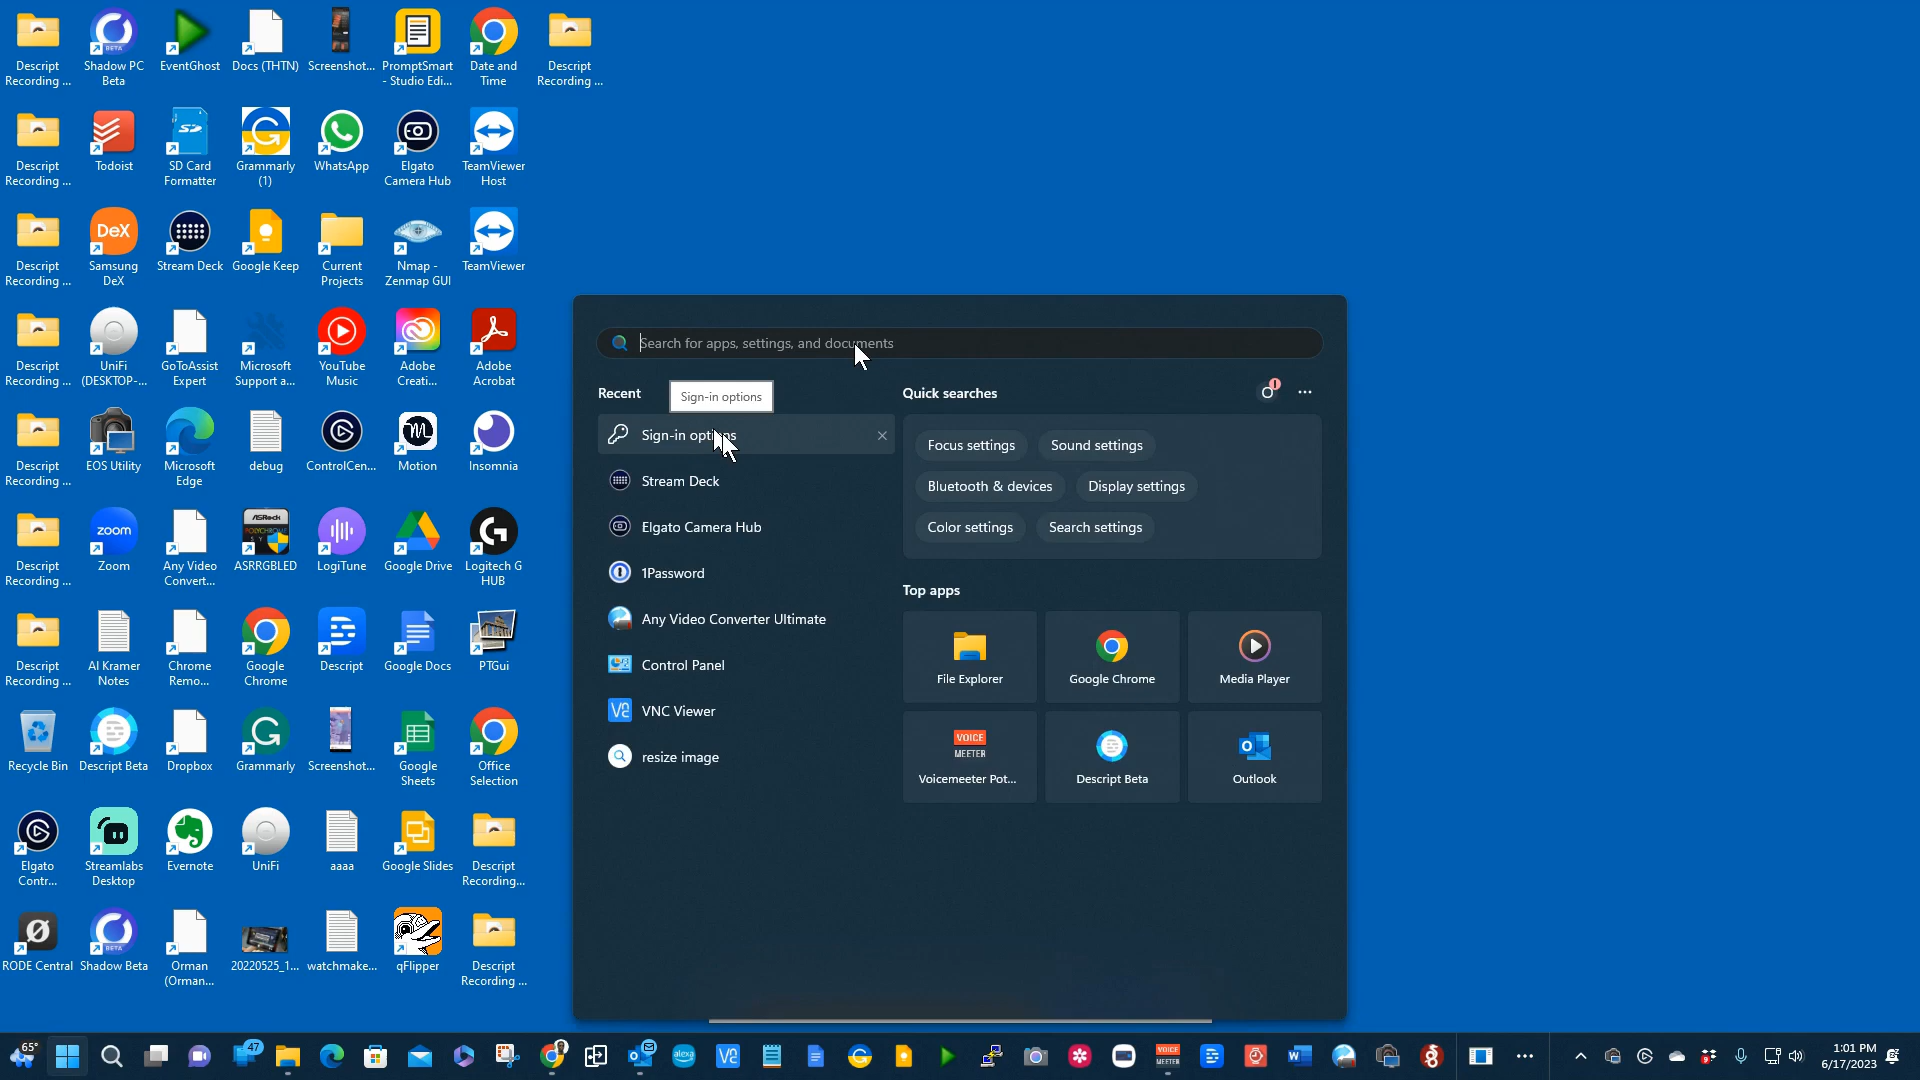 Descript
Recording ...
Shadow PC
Beta
EventGhost
Docs (THTN)
Screenshot...
PromptSmart
- Studio Edi...
Date and
Time
Descript
Recording ...
Descript
Recording ...
Todoist
SD Card
Formatter
Grammarly
(1)
WhatsApp
Elgato
Camera Hub
TeamViewer
Host
Descript
Recording ...
DeX
Samsung
DeX
Stream Deck
Google Keep
Current
Projects
Nmap -
Zenmap GUI
TeamViewer
Descript
Recording ...
UniFi
(DESKTOP-...
GoToAssist
Expert
Microsoft
Support a...
YouTube
Music
Adobe
Creati...
Adobe
Acrobat
Descript
Recording ...
EOS Utility
Microsoft
Edge
debug
ControlCen...
Motion
Insomnia
Descript
Recording ...
zoom
Zoom
Any Video
Convert...
ASRock
ASRRGBLED
LogiTune
Google Drive
Logitech G
HUB
Descript
Recording ...
AI Kramer
Notes
Chrome
Remo...
Google
Chrome
Descript
Google Docs
PTGui
Recycle Bin
Descript Beta
Dropbox
Grammarly
Screenshot...
Google
Sheets
Office
Selection
Elgato
Contr...
Streamlabs
Desktop
Evernote
UniFi
aaaa
Google Slides
Descript
Recording...
RODE Central
BETA
Shadow Beta
Orman
(Orman...
20220525_1...
watchmake...
qFlipper
Descript
Recording ...
Search for apps, settings, and documents
Recent
Sign-in options
Sign-in options
Stream Deck
Elgato Camera Hub
1Password
Any Video Converter Ultimate
Control Panel
VNC Viewer
resize image
Quick searches
Focus settings
Sound settings
Bluetooth & devices
Display settings
Color settings
Search settings
Top apps
File Explorer
Google Chrome
Media Player
VOICE
MEETER
Voicemeeter Pot...
Descript Beta
Outlook
65°
47
alexa
VOICE
MEETER
1:01 PM
6/17/2023